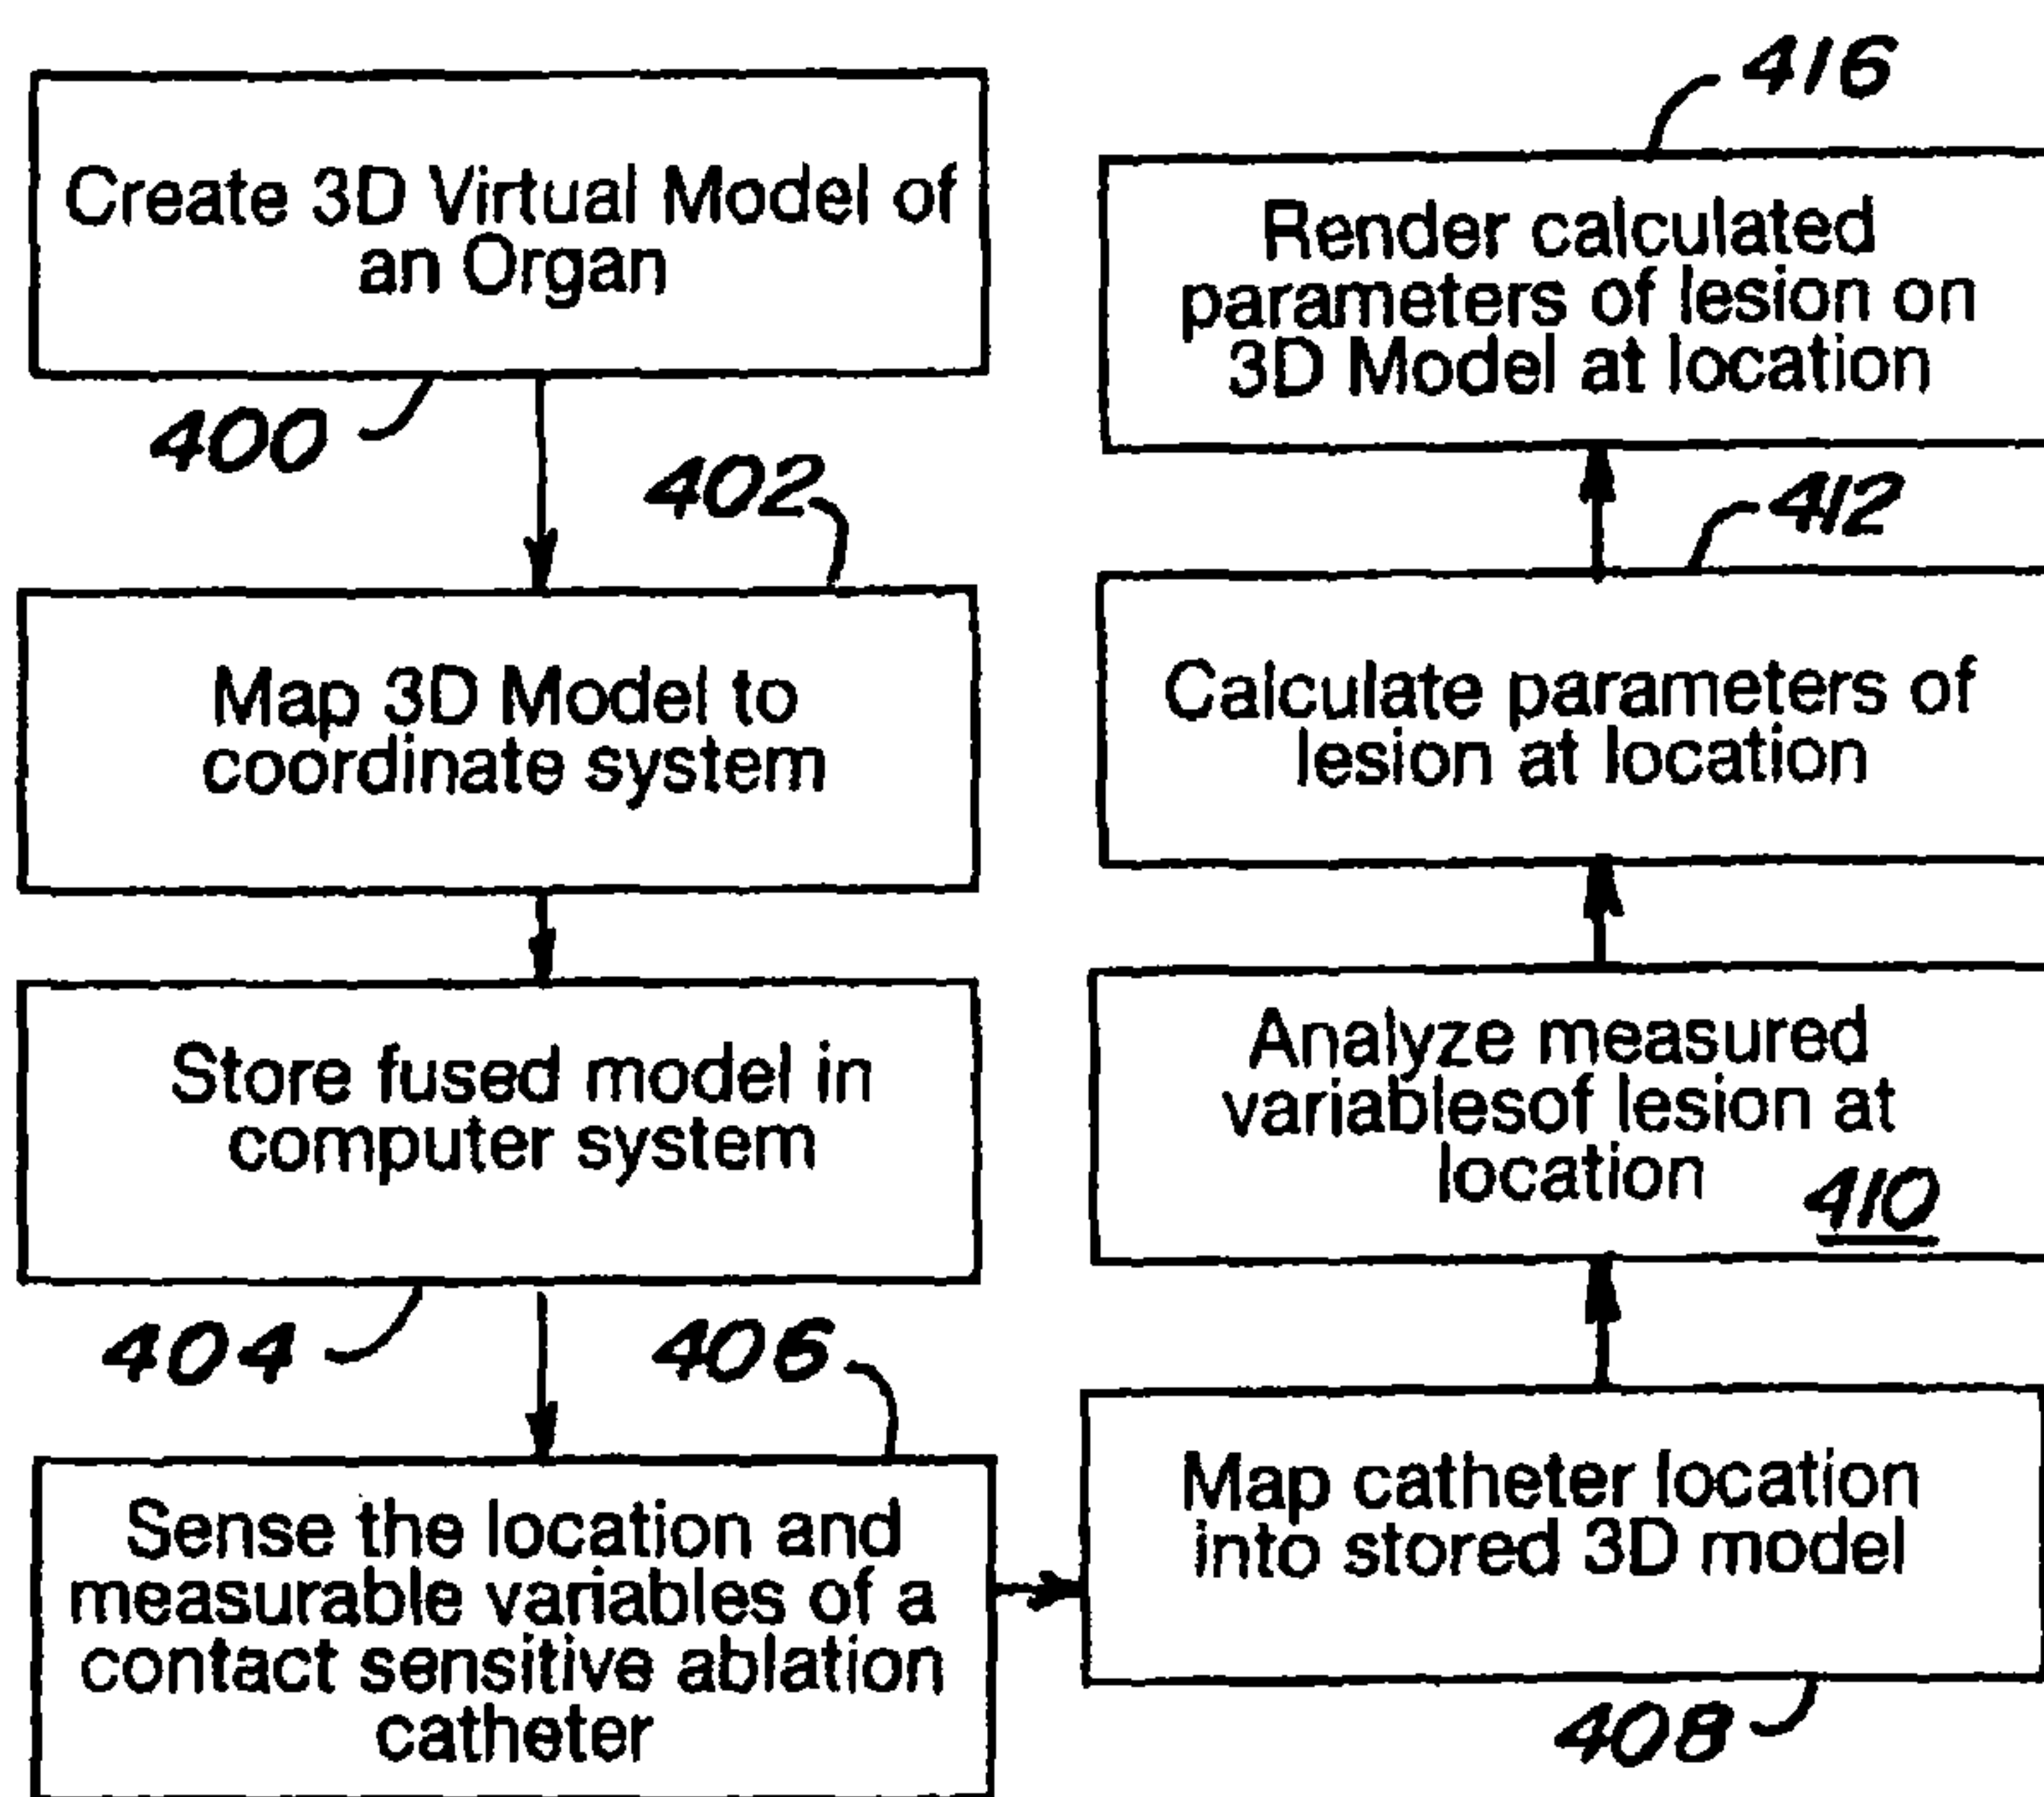 Create 3D Virtual Model of
an Organ
400
402
Map 3D Model to
coordinate system
Store fused model in
computer system
404
406
Sense the location and
measurable variables of a
contact sensitive ablation
catheter
416
Render calculated
parameters of lesion on
3D Model at location
412
Calculate parameters of
lesion at location
Analyze measured
variablesof lesion at
location
410
Map catheter location
into stored 3D model
408